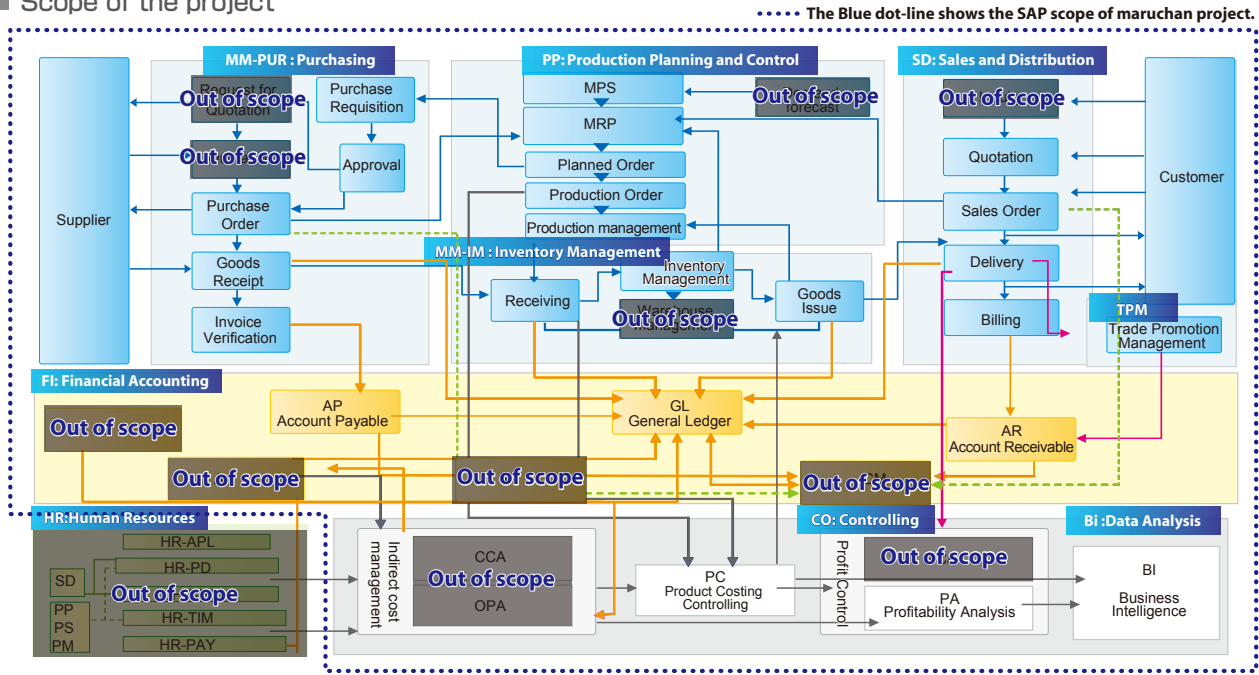 Scope of the project
The Blue dot-line shows the SAP scope of maruchan project.
MM-PUR : Purchasing
PP: Production Planning and Control
SD: Sales and Distribution
Supplier
Request for
Quotation
Out of scope
Purchase
Requisition
Out of scope
Approval
Purchase
Order
Goods
Receipt
Invoice
Verification
MPS
MRP
Planned Order
Production Order
Production management
forecast
Out of scope
Out of scope
Quotation
Sales Order
Delivery
Billing
Customer
MM-IM : Inventory Management
Receiving
Inventory
Management
Warehouse
Management
Out of scope
Goods
Issue
TPM
Trade Promotion
Management
FI: Financial Accounting
Out of scope
AP
Account Payable
GL
General Ledger
AR
Account Receivable
Out of scope
Out of scope
Out of scope
HR:Human Resources
HR-APL
HR-PD
Out of scope
HR-TIM
HR-PAY
SD
PP
PS
PM
Indirect cost
management
CCA
Out of scope
OPA
PC
Product Costing
Controlling
CO: Controlling
Profit Control
Out of scope
PA
Profitability Analysis
Bi :Data Analysis
BI
Business
Intelligence